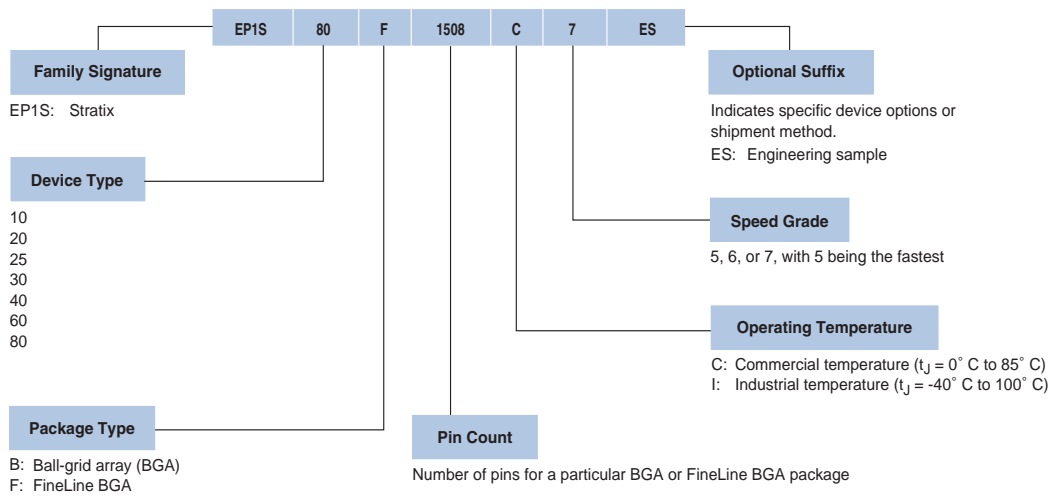 EP1S 80 F 1508 C 7 ES
Family Signature
EP1S: Stratix
Optional Suffix
Indicates specific device options or
shipment method.
ES: Engineering sample
Device Type
10
20
25
30
40
60
80
Speed Grade
5, 6, or 7, with 5 being the fastest
Operating Temperature
C: Commercial temperature (tJ = 0˚ C to 85˚ C)
I: Industrial temperature (tJ = -40˚ C to 100˚ C)
Package Type
B: Ball-grid array (BGA)
F: FineLine BGA
Pin Count
Number of pins for a particular BGA or FineLine BGA package